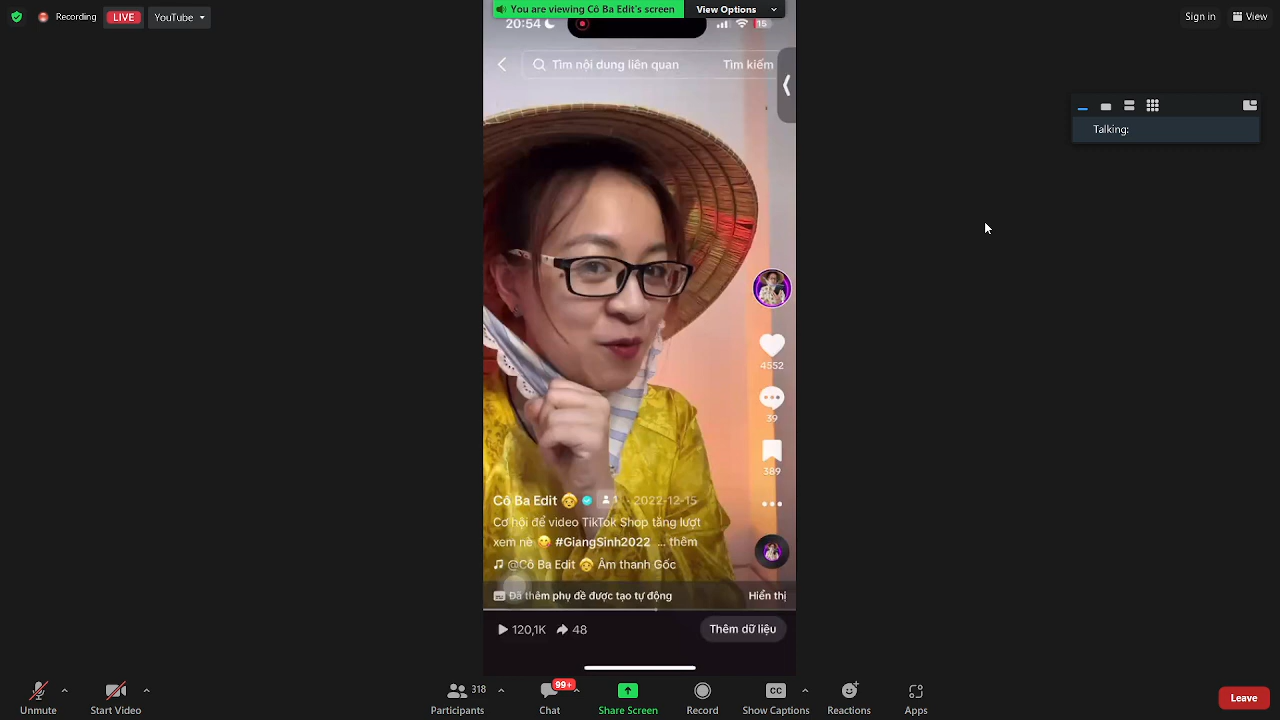 Recording
LIVE
YouTube
You are viewing Cô Ba Edit's screen
View Options
Sign in
View
20:54
15
Tìm nội dung liên quan
Tìm kiếm
Talking:
4552
39
389
Cô Ba Edit 👵 1 · 2022-12-15
Cơ hội để video TikTok Shop tăng lượt
xem nè 😋 #GiangSinh2022 ... thêm
@Cô Ba Edit 👵 Âm thanh Gốc
Đã thêm phụ đề được tạo tự động
Hiển thị
120,1K
48
Thêm dữ liệu
Unmute
Start Video
Participants
318
Chat
99+
Share Screen
Record
CC
Show Captions
Reactions
Apps
Leave